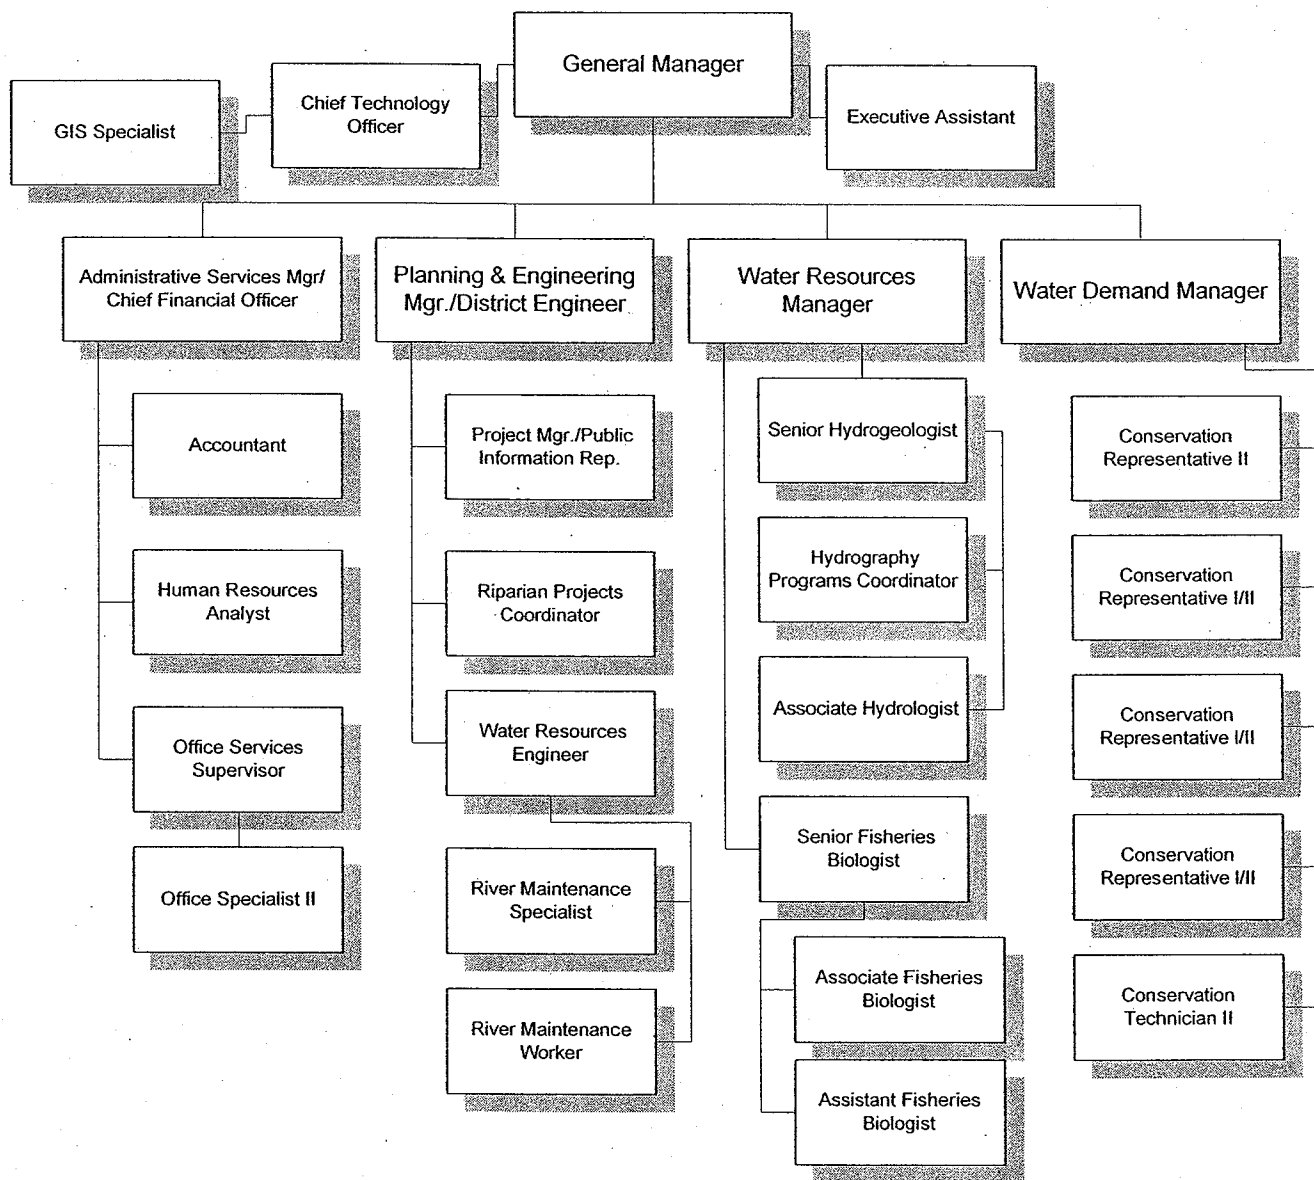 General Manager
GIS Specialist
Chief Technology
Officer
Executive Assistant
Administrative Services Mgr/
Chief Financial Officer
Planning & Engineering
Mgr./District Engineer
Water Resources
Manager
Water Demand Manager
Accountant
Human Resources
Analyst
Office Services
Supervisor
Office Specialist II
Project Mgr./Public
Information Rep.
Riparian Projects
Coordinator
Water Resources
Engineer
River Maintenance
Specialist
River Maintenance
Worker
Senior Hydrogeologist
Hydrography
Programs Coordinator
Associate Hydrologist
Senior Fisheries
Biologist
Associate Fisheries
Biologist
Assistant Fisheries
Biologist
Conservation
Representative II
Conservation
Representative I/II
Conservation
Representative I/II
Conservation
Representative I/II
Conservation
Technician II